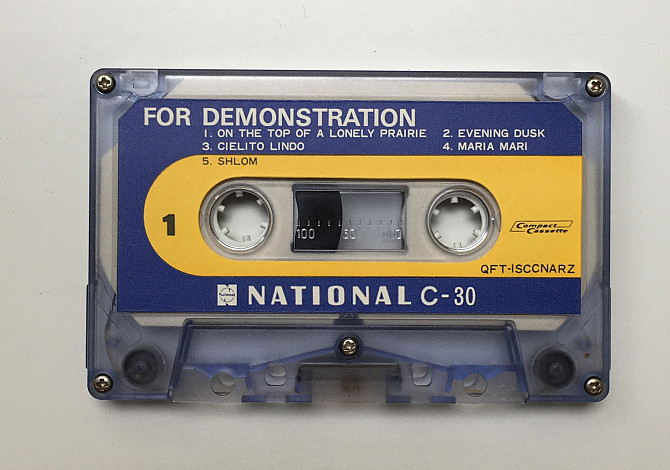 FOR DEMONSTRATION
1. ON THE TOP OF A LONELY PRAIRIE 2. EVENING DUSK
3. CIELITO LINDO 4. MARIA MARI
5. SHLOM
1
100 50 0
Compact
Cassette
QFT-ISCCNARZ
National NATIONAL C-30